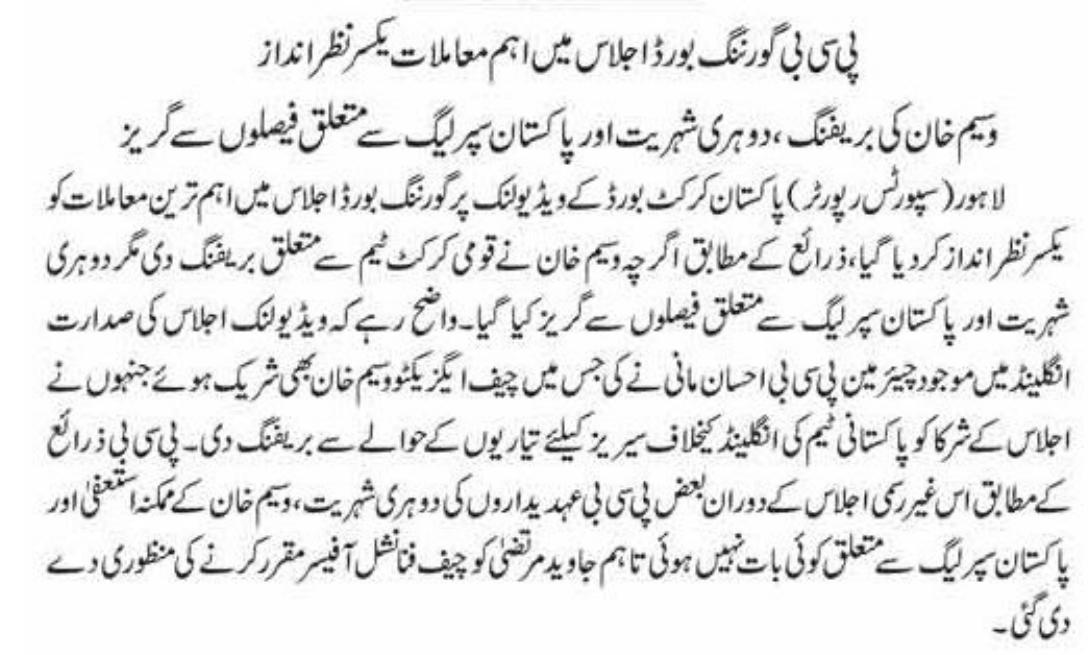 پی سی بی گورننگ بورڈ اجلاس میں اہم معاملات یکسر نظر انداز
وسیم خان کی بریفنگ ، دوہری شہریت اور پاکستان سپر لیگ سے متعلق فیصلوں سے گریز
لاہور (سپورٹس رپورٹر) پاکستان کرکٹ بورڈ کے ویڈیو لنک پر گورننگ بورڈ اجلاس میں اہم ترین معاملات کو
یکسر نظر انداز کردیا گیا، ذرائع کے مطابق اگرچہ وسیم خان نے قومی کرکٹ ٹیم سے متعلق بریفنگ دی مگر دوہری
شہریت اور پاکستان سپر لیگ سے متعلق فیصلوں سے گریز کیا گیا۔ واضح رہے کہ ویڈیو لنک اجلاس کی صدارت
انگلینڈ میں موجود چیئرمین پی سی بی احسان مانی نے کی جس میں چیف ایگزیکٹو وسیم خان بھی شریک ہوئے جنہوں نے
اجلاس کے شرکا کو پاکستانی ٹیم کی انگلینڈ کیخلاف سیریز کیلئے تیاریوں کے حوالے سے بریفنگ دی۔ پی سی بی ذرائع
کے مطابق اس غیر رسمی اجلاس کے دوران بعض پی سی بی عہدیداروں کی دوہری شہریت، وسیم خان کے ممکنہ استعفیٰ اور
پاکستان سپر لیگ سے متعلق کوئی بات نہیں ہوئی تاہم جاوید مرتضیٰ کو چیف فنانشل آفیسر مقرر کرنے کی منظوری دے
دی گئی۔